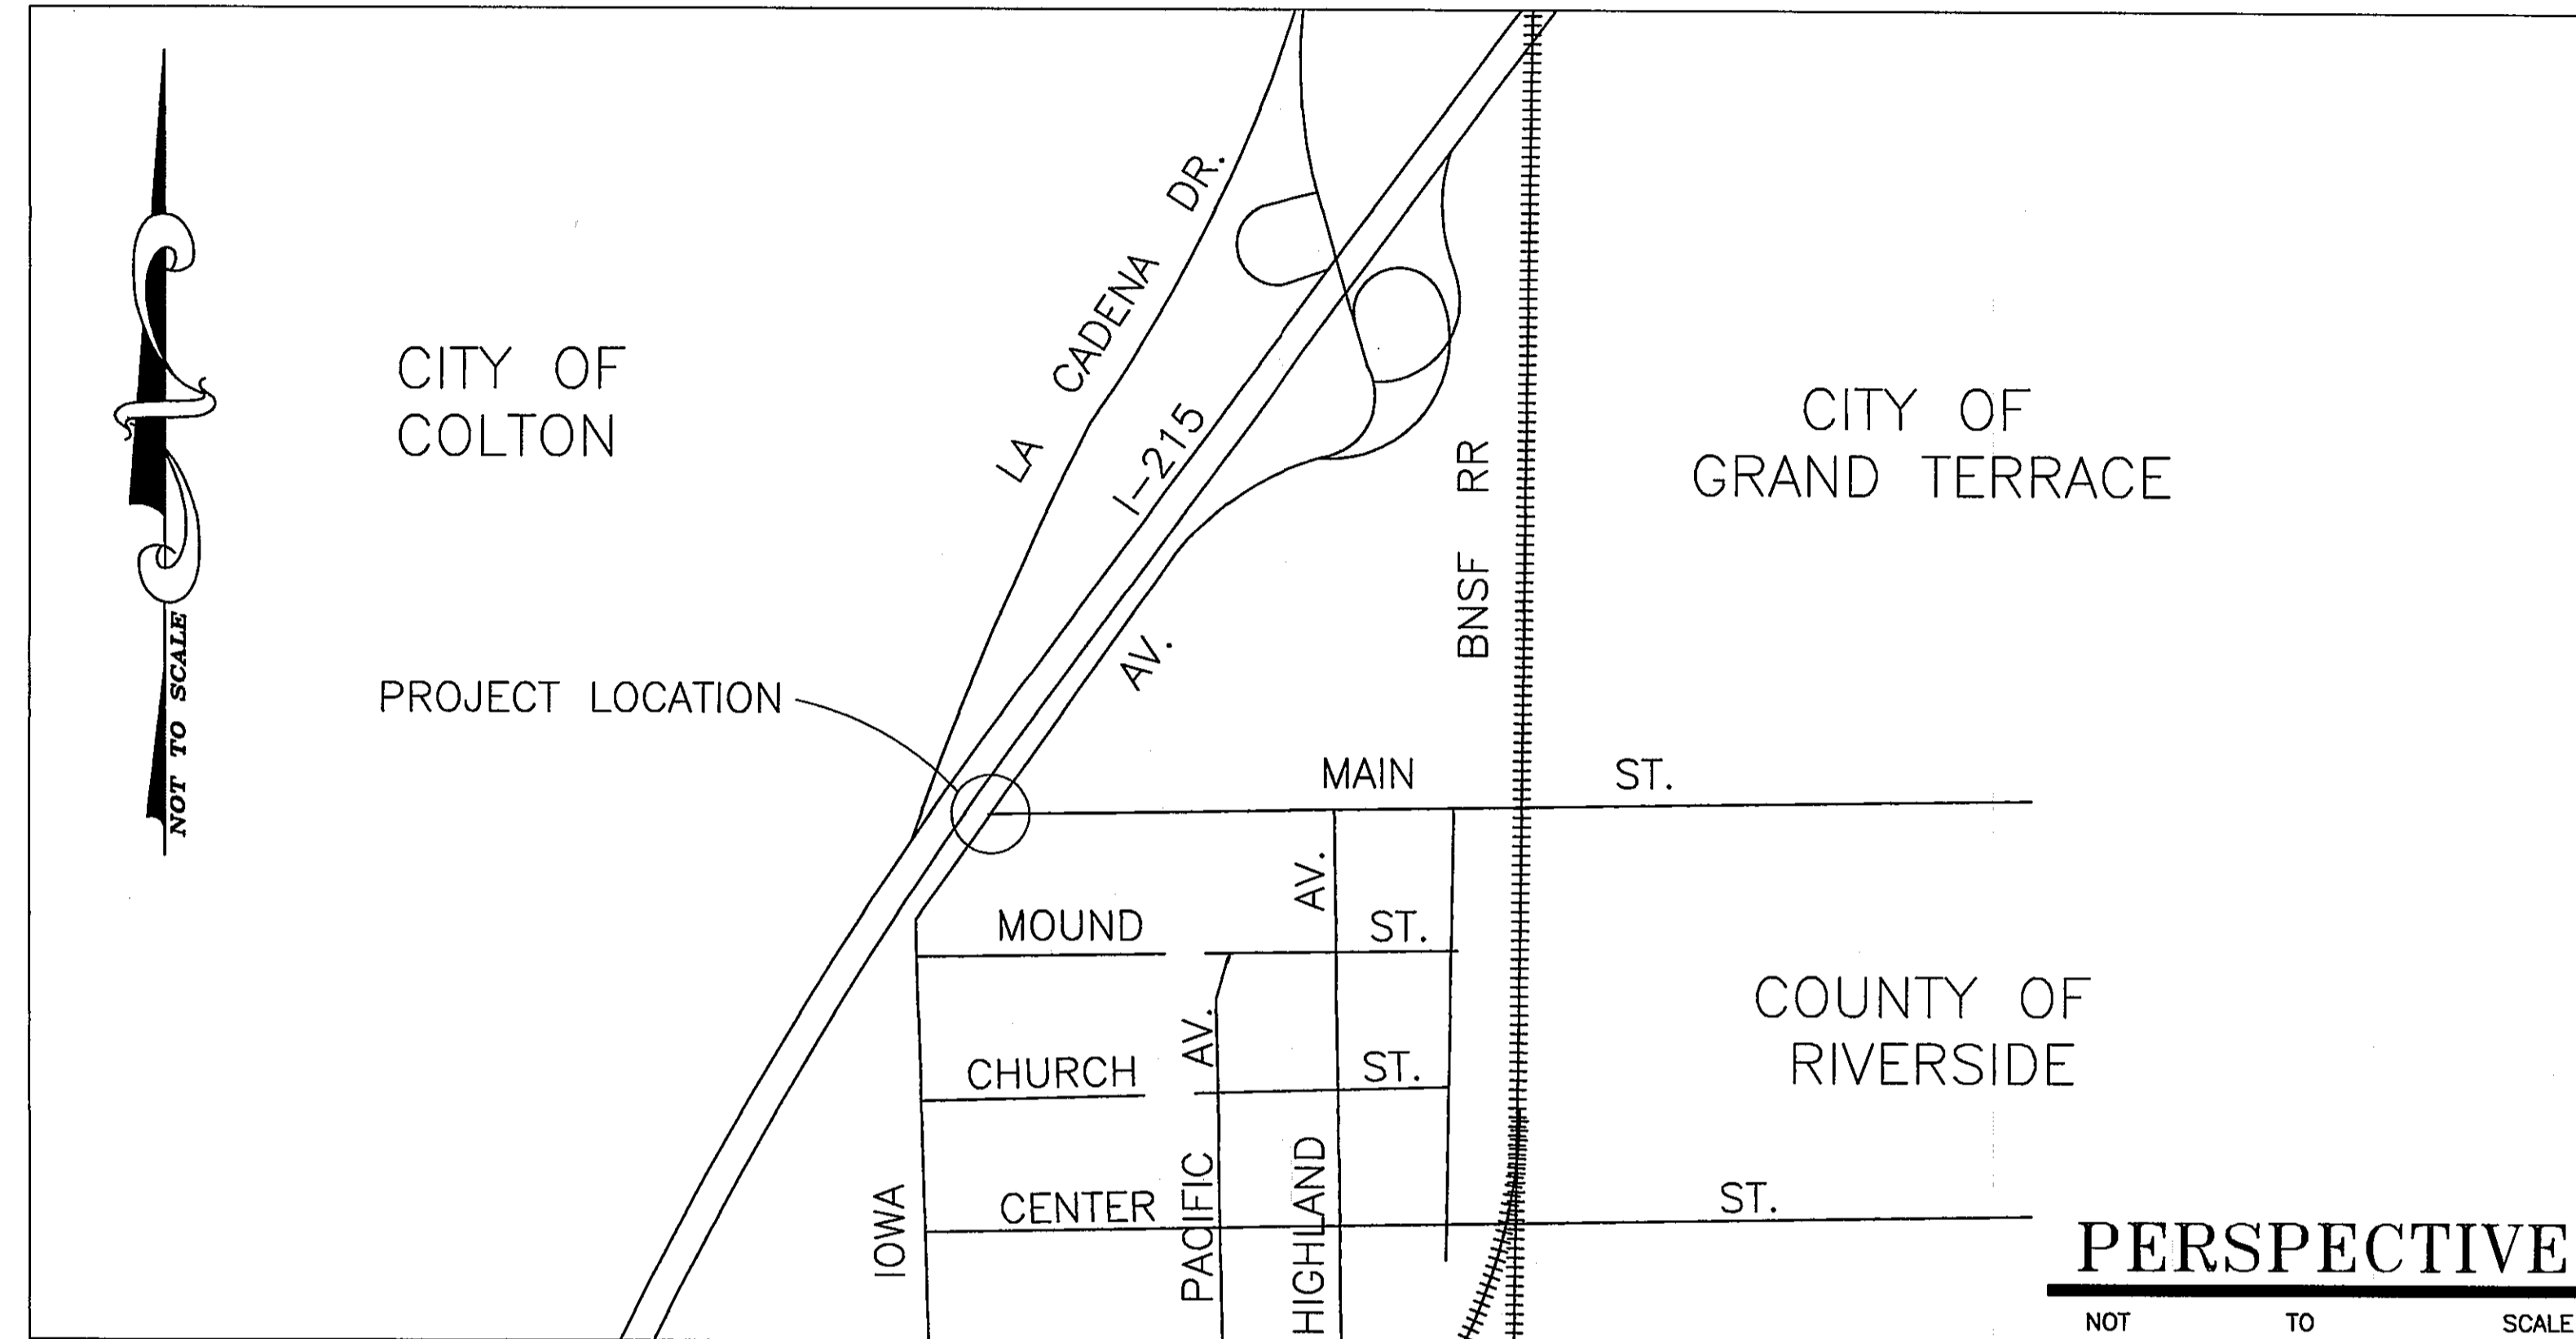 LA CADENA DR.
CITY OF
COLTON
I-215
BNSF RR
CITY OF
GRAND TERRACE
NOT TO SCALE
PROJECT LOCATION
AV.
MAIN ST.
MOUND ST.
CHURCH ST.
CENTER ST.
IOWA
PACIFIC AV.
HIGHLAND AV.
COUNTY OF
RIVERSIDE
PERSPECTIVE
NOT TO SCALE